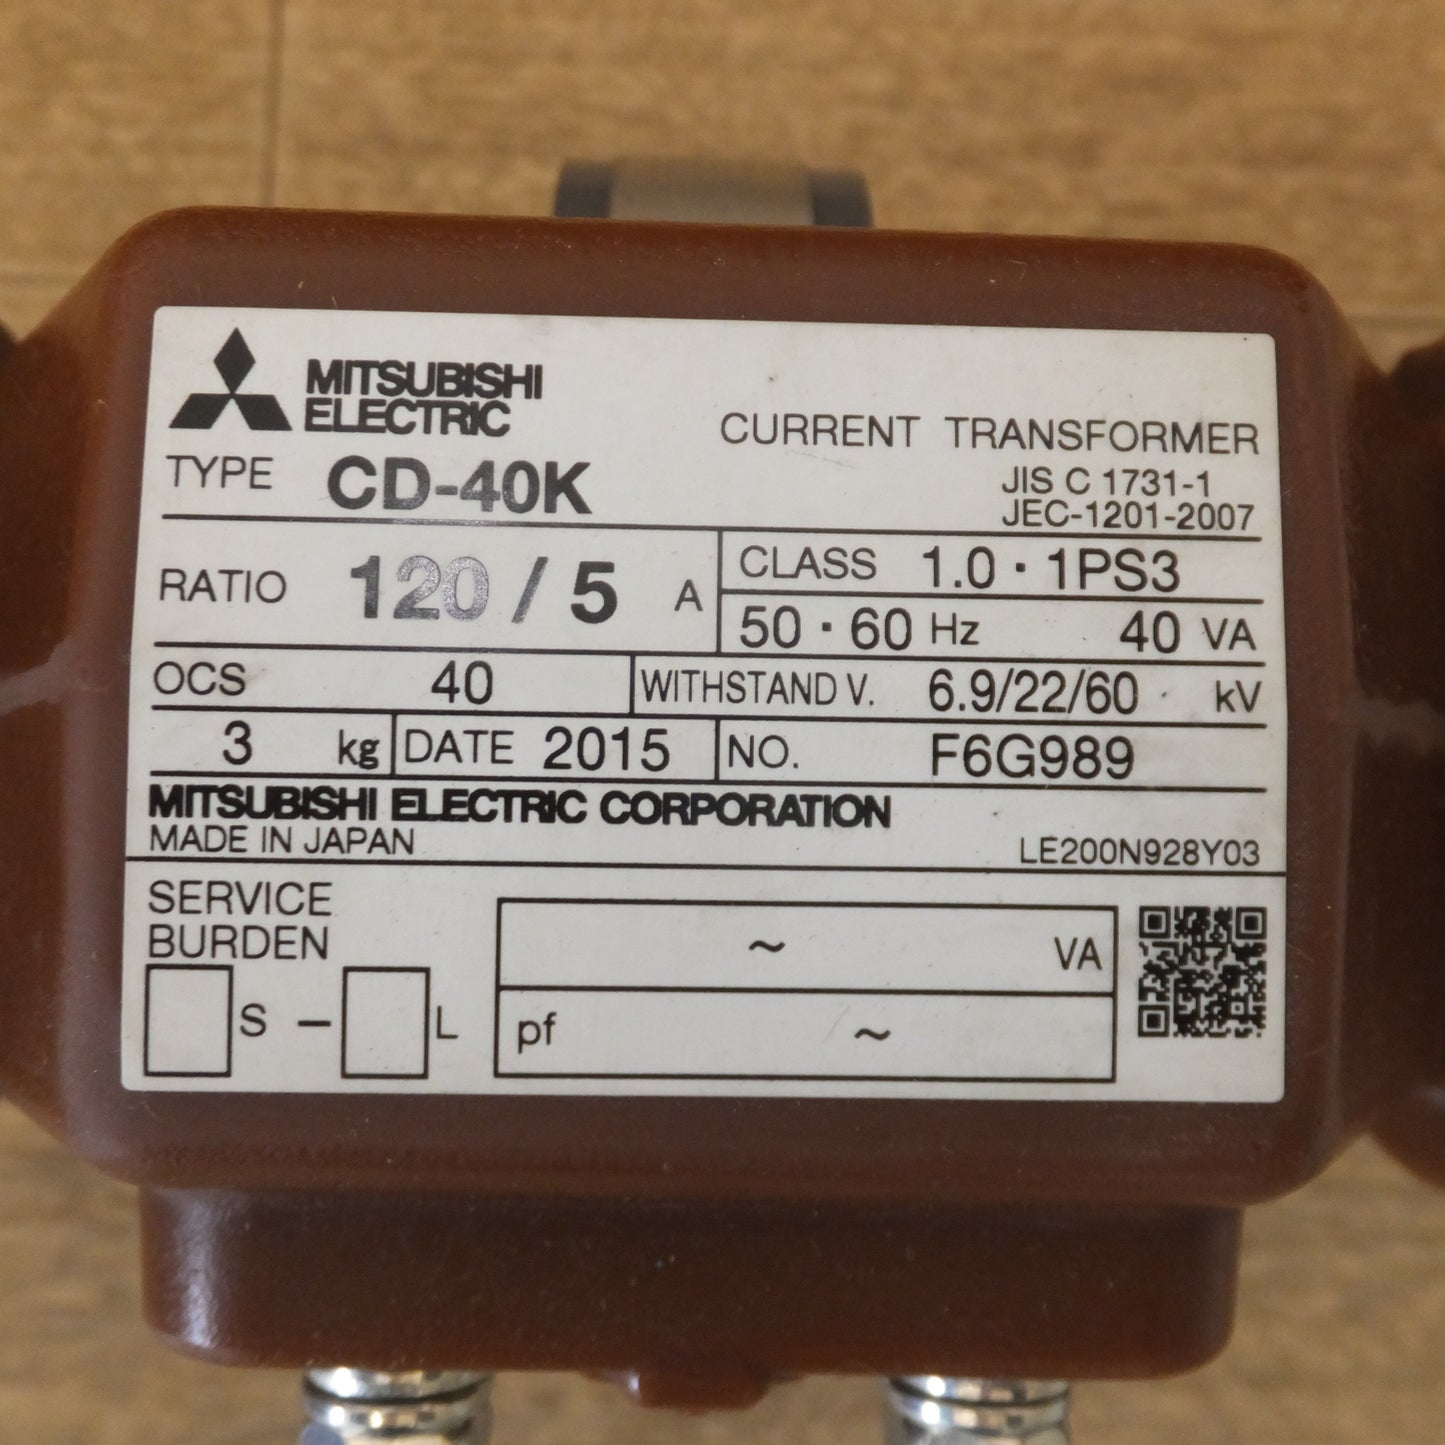 MITSUBISHI
ELECTRIC
CURRENT TRANSFORMER
TYPE CD-40K
JIS C 1731-1
JEC-1201-2007
RATIO 120 / 5 A
CLASS 1.0・1PS3
50・60 Hz 40 VA
OCS 40
WITHSTAND V. 6.9/22/60 kV
3 kg
DATE 2015
NO. F6G989
MITSUBISHI ELECTRIC CORPORATION
MADE IN JAPAN
LE200N928Y03
SERVICE
BURDEN
~ VA
S - L
pf ~